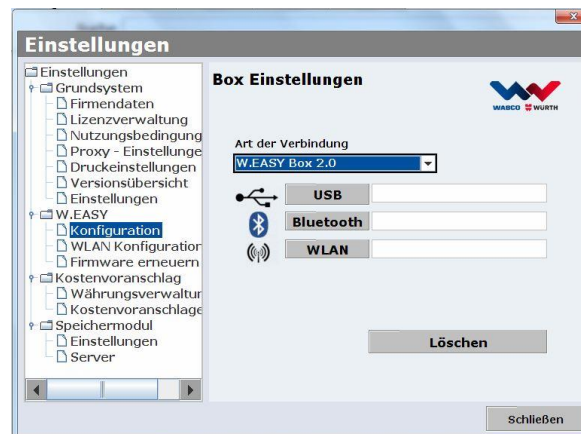 Einstellungen
Einstellungen
Grundsystem
Firmendaten
Lizenzverwaltung
Nutzungsbedingung
Proxy - Einstellunge
Druckeinstellungen
Versionsübersicht
Einstellungen
W.EASY
Konfiguration
WLAN Konfiguration
Firmware erneuern
Kostenvoranschlag
Währungsverwaltur
Kostenvoranschlage
Speichermodul
Einstellungen
Server
Box Einstellungen
WABCO WÜRTH
Art der Verbindung
W.EASY Box 2.0
USB
Bluetooth
WLAN
Löschen
Schließen